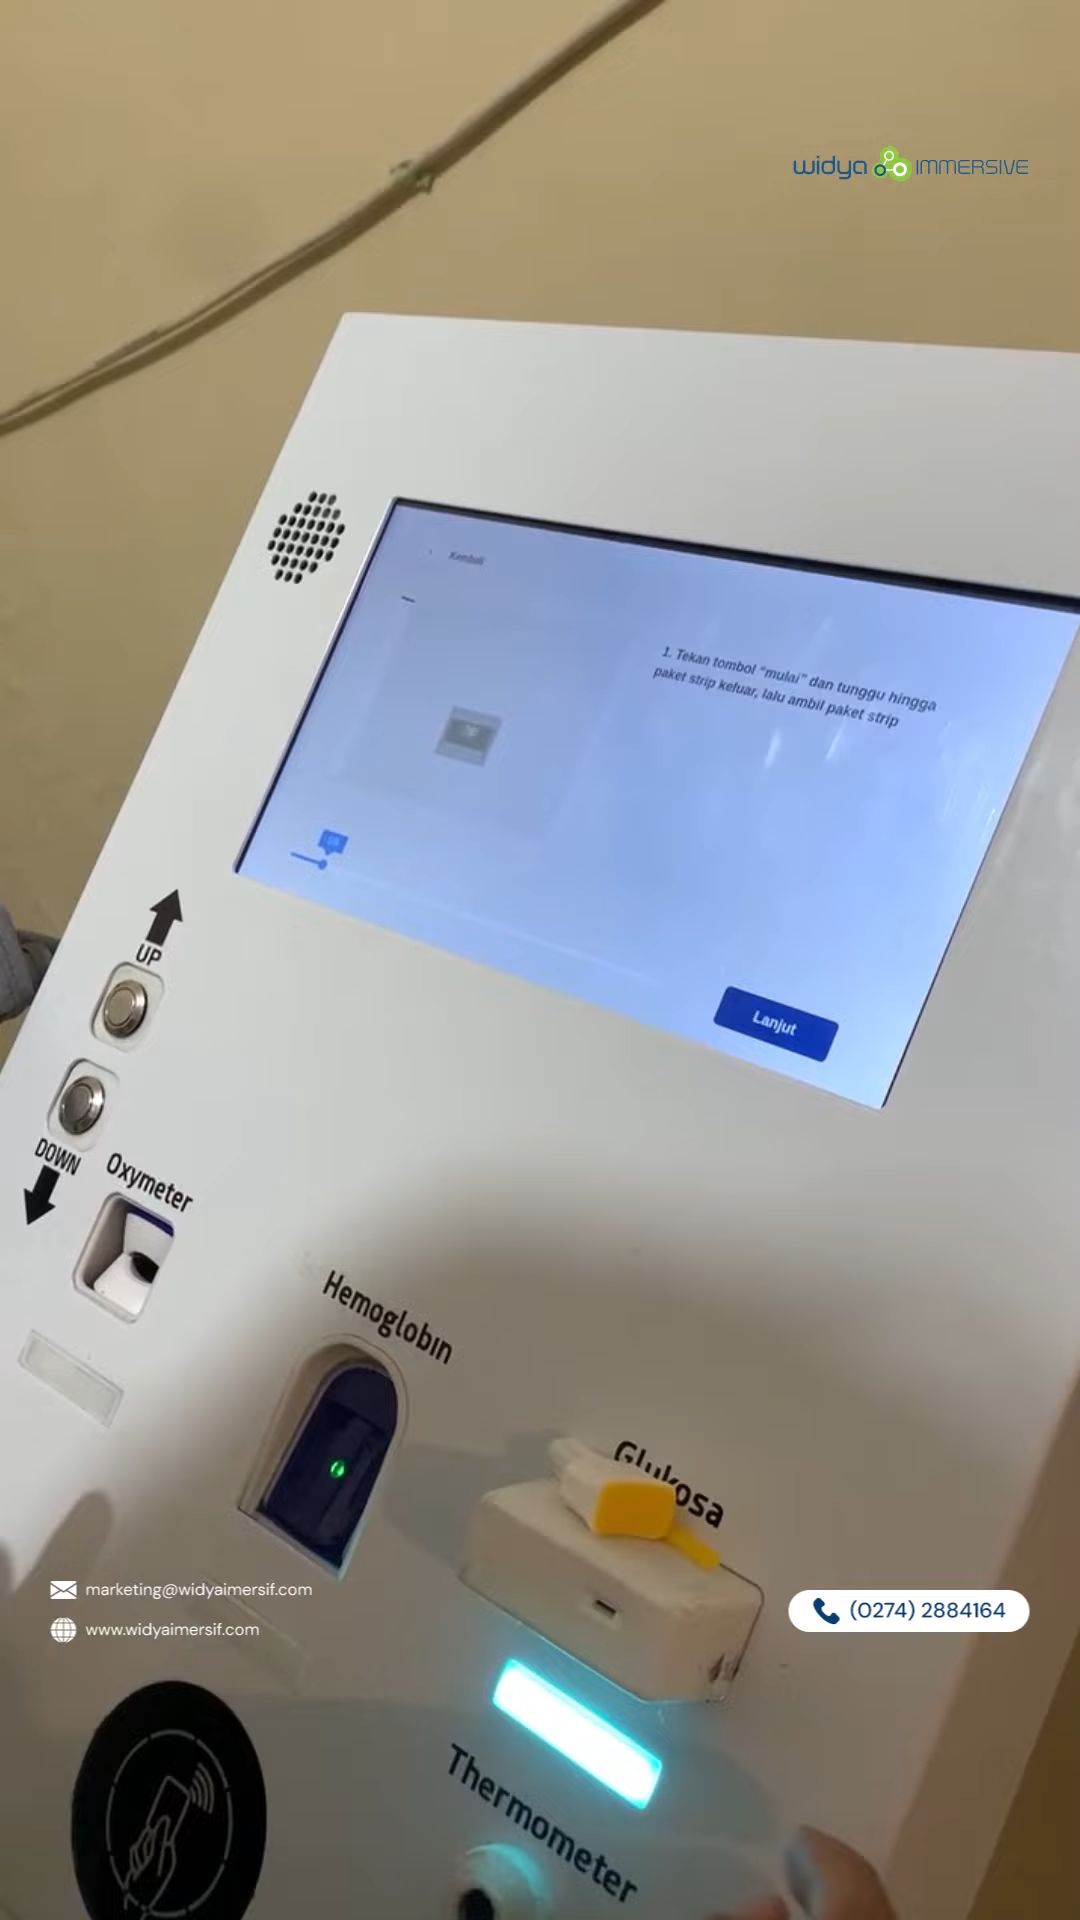 widya IMMERSIVE
Kembali
1. Tekan tombol "mulai" dan tunggu hingga
paket strip keluar, lalu ambil paket strip
Lanjut
UP
DOWN
Oxymeter
Hemoglobin
Glukosa
marketing@widyaimersif.com
(0274) 2884164
www.widyaimersif.com
Thermometer